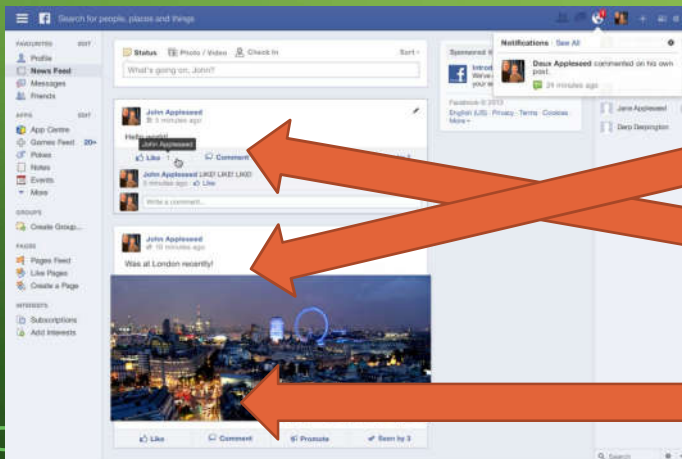 Search for people, places and things
Notifications · See All
Daux Appleseed commented on his own
post.
24 minutes ago
FAVOURITES EDIT
Profile
News Feed
Messages
Friends
APPS EDIT
App Centre
Games Feed 20+
Pokes
Notes
Events
More
GROUPS
Create Group...
PAGES
Pages Feed
Like Pages
Create a Page
INTERESTS
Subscriptions
Add Interests
Status Photo / Video Check In Sort
What's going on, John?
John Appleseed
5 minutes ago
Hello world!
John Appleseed
Like 1 Comment
John Appleseed LIKE! LIKE! LIKE!
3 minutes ago · Like
Write a comment...
John Appleseed
10 minutes ago
Was at London recently!
Like Comment Promote Seen by 3
Sponsored
We've
your
Facebook © 2013
English (US) · Privacy · Terms · Cookies ·
More
Jane Appleseed
Derp Derpington
Search